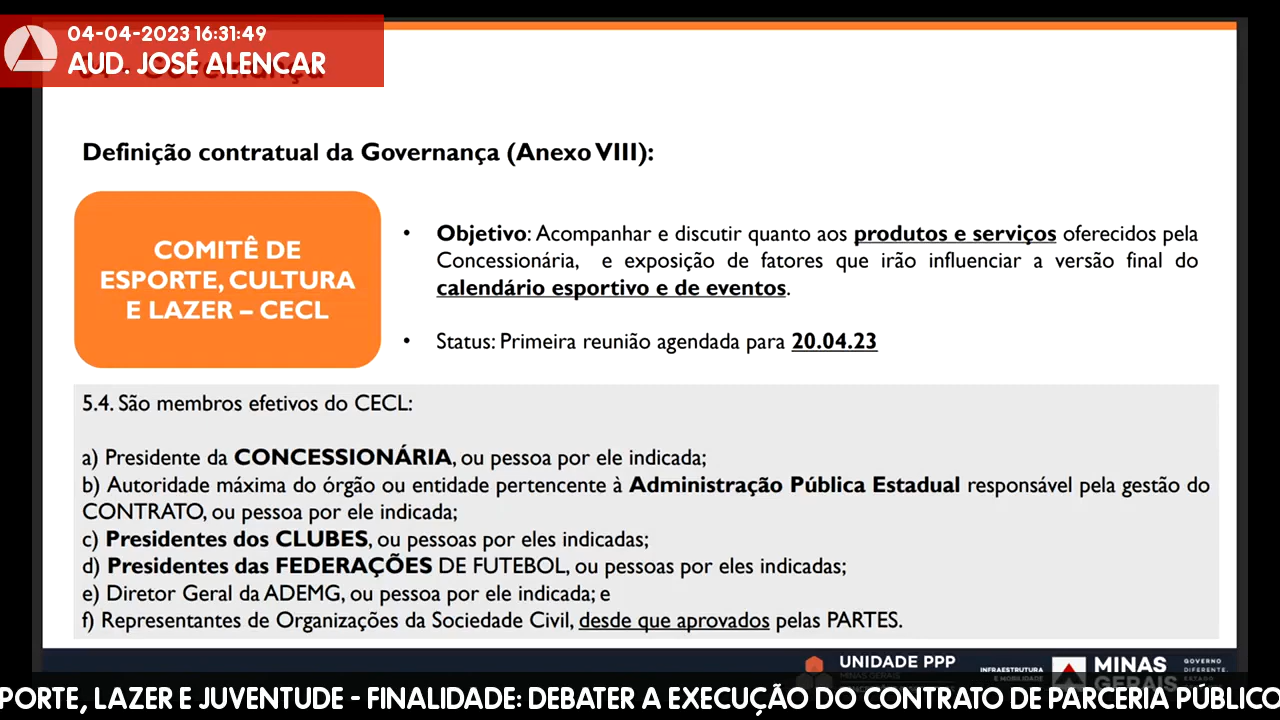 04-04-2023 16:31:49
AUD. JOSÉ ALENCAR
Definição contratual da Governança (Anexo VIII):
COMITÊ DE
ESPORTE, CULTURA
E LAZER – CECL
• Objetivo: Acompanhar e discutir quanto aos produtos e serviços oferecidos pela
Concessionária, e exposição de fatores que irão influenciar a versão final do
calendário esportivo e de eventos.
• Status: Primeira reunião agendada para 20.04.23
5.4. São membros efetivos do CECL:
a) Presidente da CONCESSIONÁRIA, ou pessoa por ele indicada;
b) Autoridade máxima do órgão ou entidade pertencente à Administração Pública Estadual responsável pela gestão do
CONTRATO, ou pessoa por ele indicada;
c) Presidentes dos CLUBES, ou pessoas por eles indicadas;
d) Presidentes das FEDERAÇÕES DE FUTEBOL, ou pessoas por eles indicadas;
e) Diretor Geral da ADEMG, ou pessoa por ele indicada; e
f) Representantes de Organizações da Sociedade Civil, desde que aprovados pelas PARTES.
UNIDADE PPP
MINAS GERAIS
INFRAESTRUTURA
E MOBILIDADE
MINAS
GERAIS
GOVERNO
DIFERENTE.
ESTADO
PORTE, LAZER E JUVENTUDE - FINALIDADE: DEBATER A EXECUÇÃO DO CONTRATO DE PARCERIA PÚBLICO